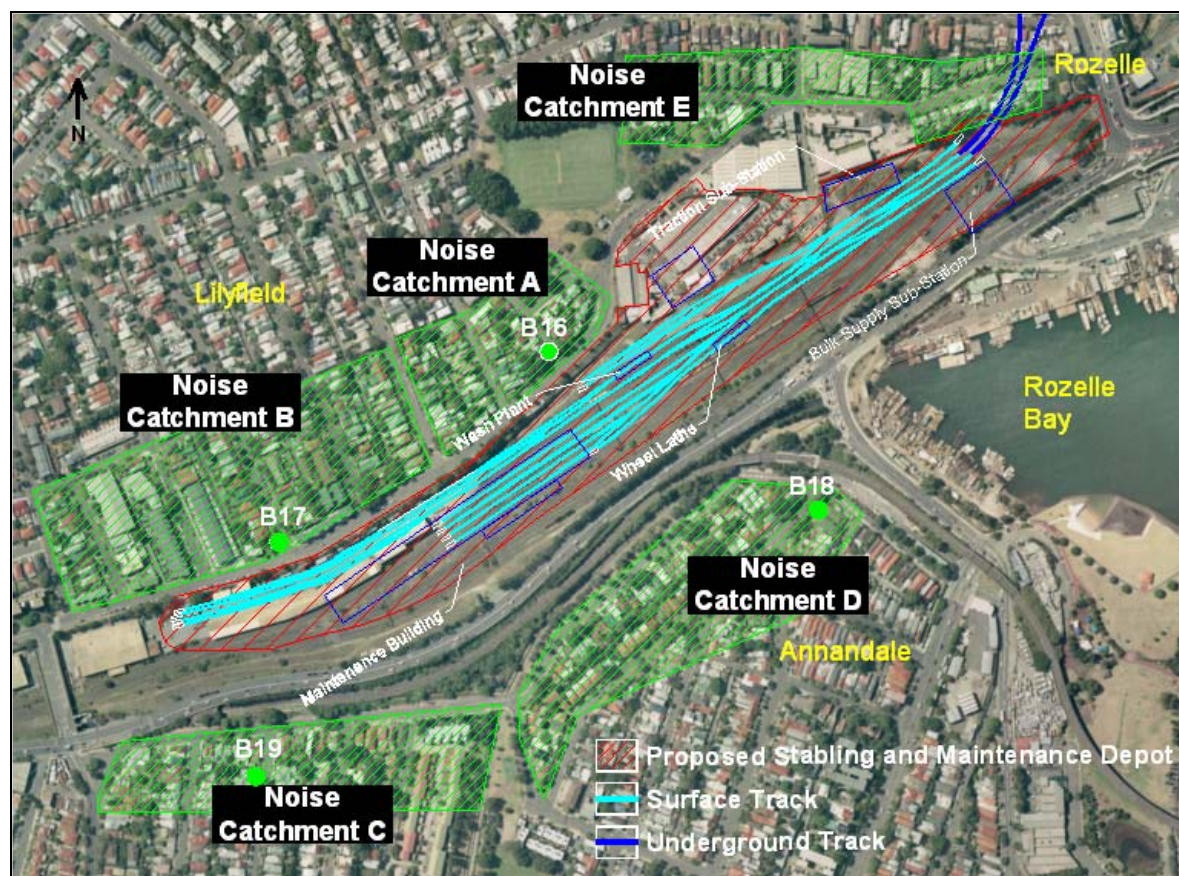 Noise
Catchment E
Rozelle
N
Traction Sub-Station
Noise
Catchment A
Lilyfield
B16
Bulk Supply Sub-Station
Noise
Catchment B
Rozelle
Bay
Wash Plant
Wheel Lathe
B18
B17
Noise
Catchment D
Maintenance Building
Annandale
B19
Noise
Catchment C
Proposed Stabling and Maintenance Depot
Surface Track
Underground Track